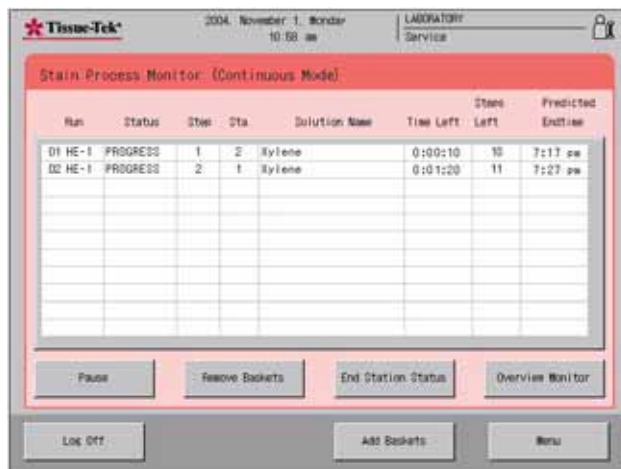 Tissue-Tek
2004. November 1. Monday
10:58 am
LABORATORY
Service
Stain Process Monitor (Continuous Mode)
Run Status Step Sta. Solution Name Time Left Steps Left Predicted Endtime
01 HE-1 PROGRESS 1 2 Xylene 0:00:10 10 7:17 pm
02 HE-1 PROGRESS 2 1 Xylene 0:01:20 11 7:27 pm
Pause Remove Baskets End Station Status Overview Monitor
Log Off Add Baskets Menu